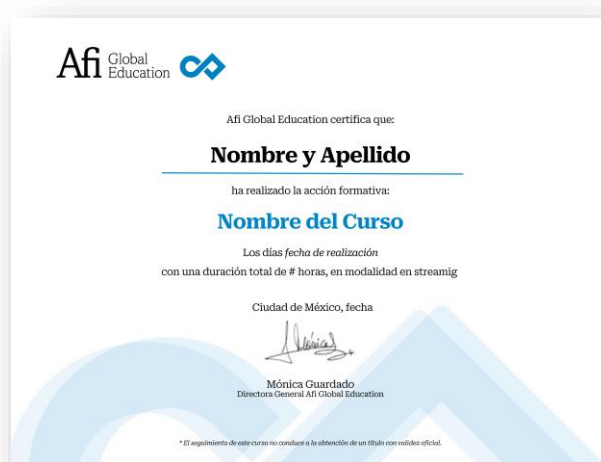 Afi Global
Education
Afi Global Education certifica que:
Nombre y Apellido
ha realizado la acción formativa:
Nombre del Curso
Los días fecha de realización
con una duración total de # horas, en modalidad en streamig
Ciudad de México, fecha
Mónica
Mónica Guardado
Directora General Afi Global Education
* El seguimiento de este curso no conduce a la obtención de un título con validez oficial.